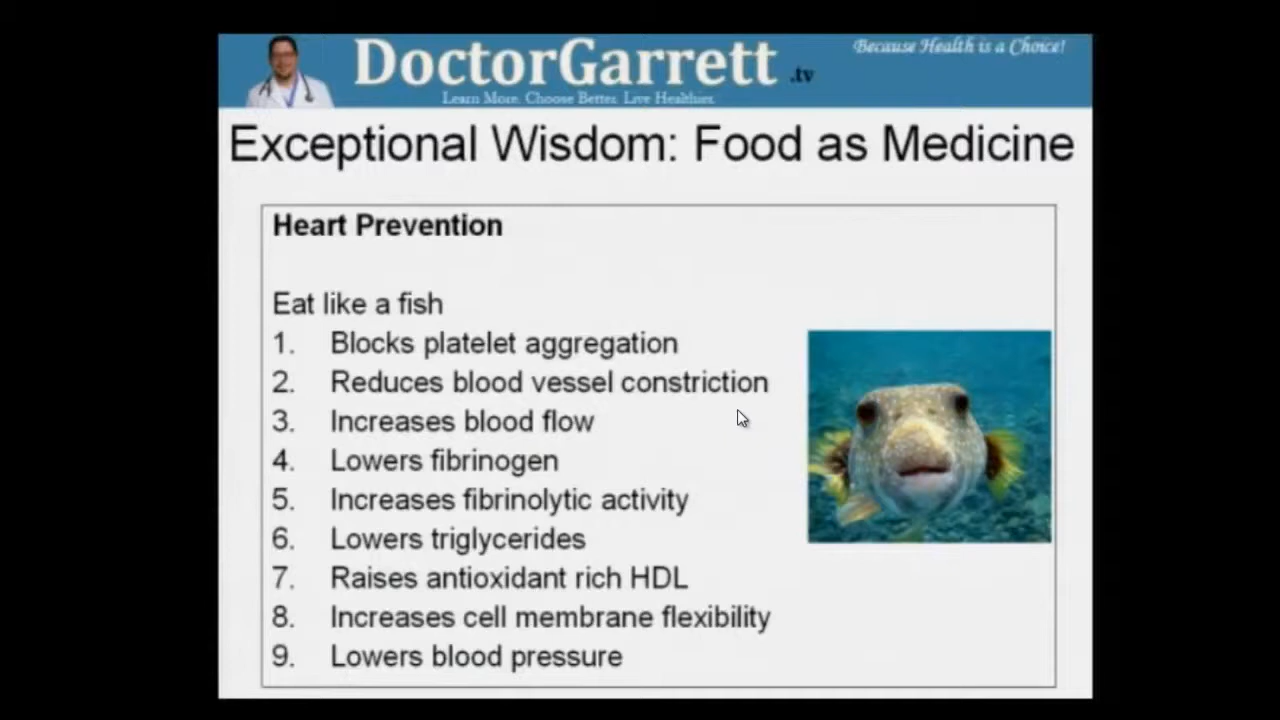 DoctorGarrett .tv
Because Health is a Choice!
Learn More. Choose Better. Live Healthier.
Exceptional Wisdom: Food as Medicine
Heart Prevention
Eat like a fish
1. Blocks platelet aggregation
2. Reduces blood vessel constriction
3. Increases blood flow
4. Lowers fibrinogen
5. Increases fibrinolytic activity
6. Lowers triglycerides
7. Raises antioxidant rich HDL
8. Increases cell membrane flexibility
9. Lowers blood pressure